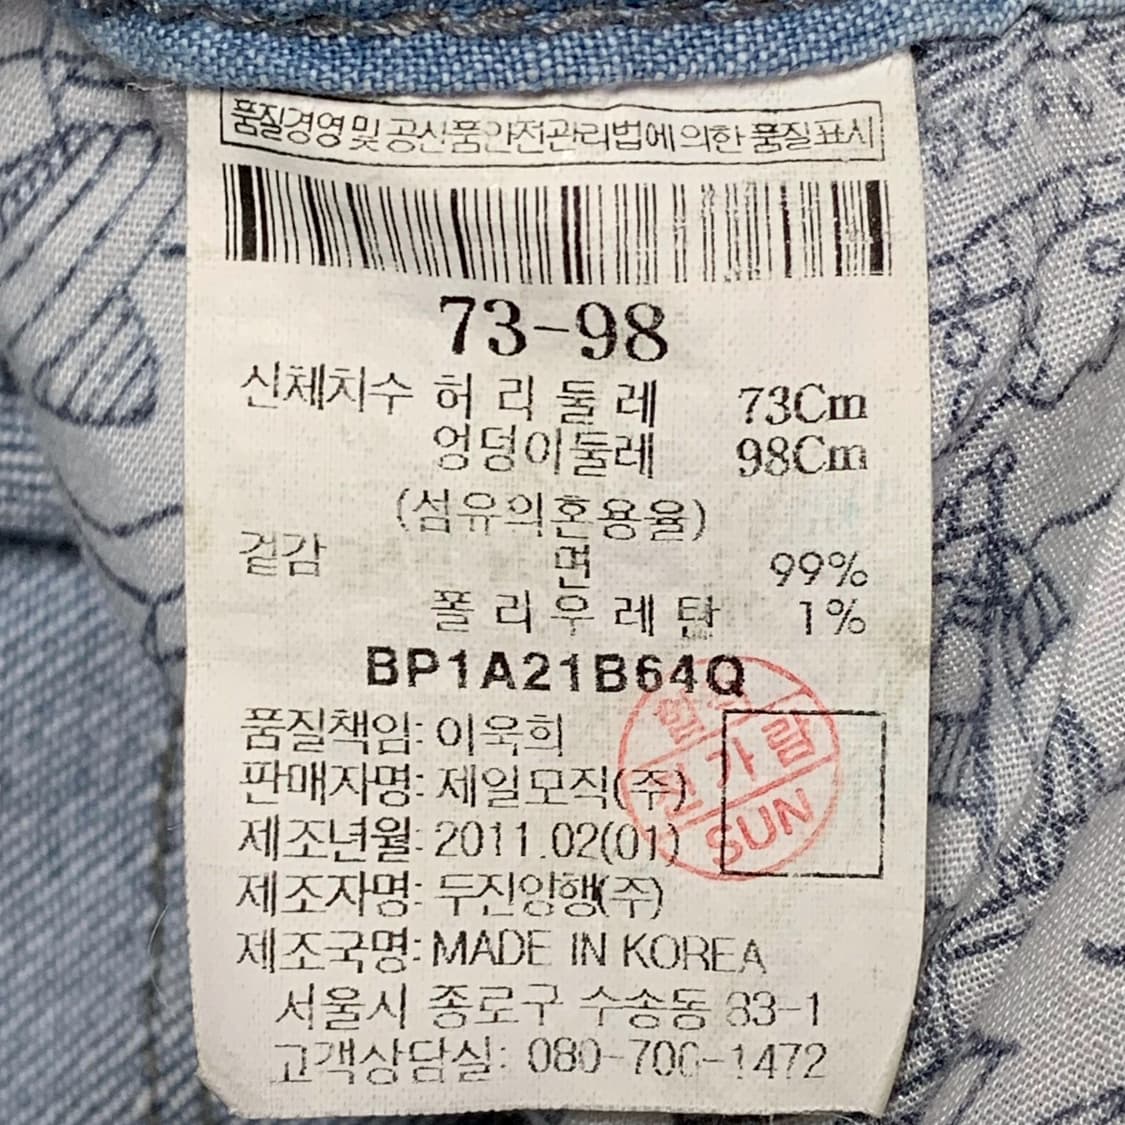 품질경영 및 공산품안전관리법에 의한 품질표시
73-98
신체치수 허리둘레 73Cm
엉덩이둘레 98Cm
(섬유의혼용율)
겉감 면 99%
폴리우레탄 1%
BP1A21B64Q
품질책임: 이옥희
판매자명: 제일모직(주)
제조년월: 2011.02(01)
제조자명: 두진양행(주)
제조국명: MADE IN KOREA
서울시 종로구 수송동 83-1
고객상담실: 080-700-1472
가람
SUN